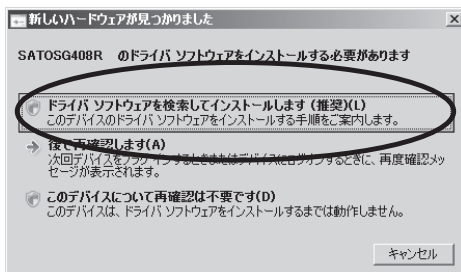 新しいハードウェアが見つかりました
SATOSG408R のドライバ ソフトウェアをインストールする必要があります
ドライバ ソフトウェアを検索してインストールします (推奨)(L)
このデバイスのドライバ ソフトウェアをインストールする手順をご案内します。
後で再確認します(A)
次回デバイスをプラグインするときまたはデバイスにログオンするときに、再度確認メッ
セージが表示されます。
このデバイスについて再確認は不要です(D)
このデバイスは、ドライバ ソフトウェアをインストールするまでは動作しません。
キャンセル